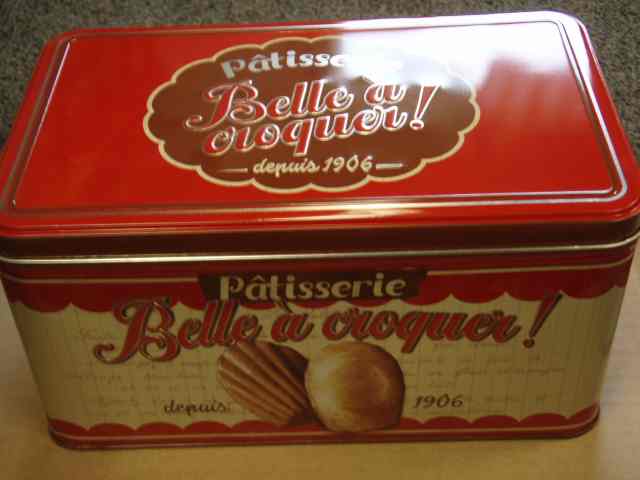 Pâtisserie
Belle à
croquer!
depuis 1906
Pâtisserie
Belle à croquer!
depuis 1906